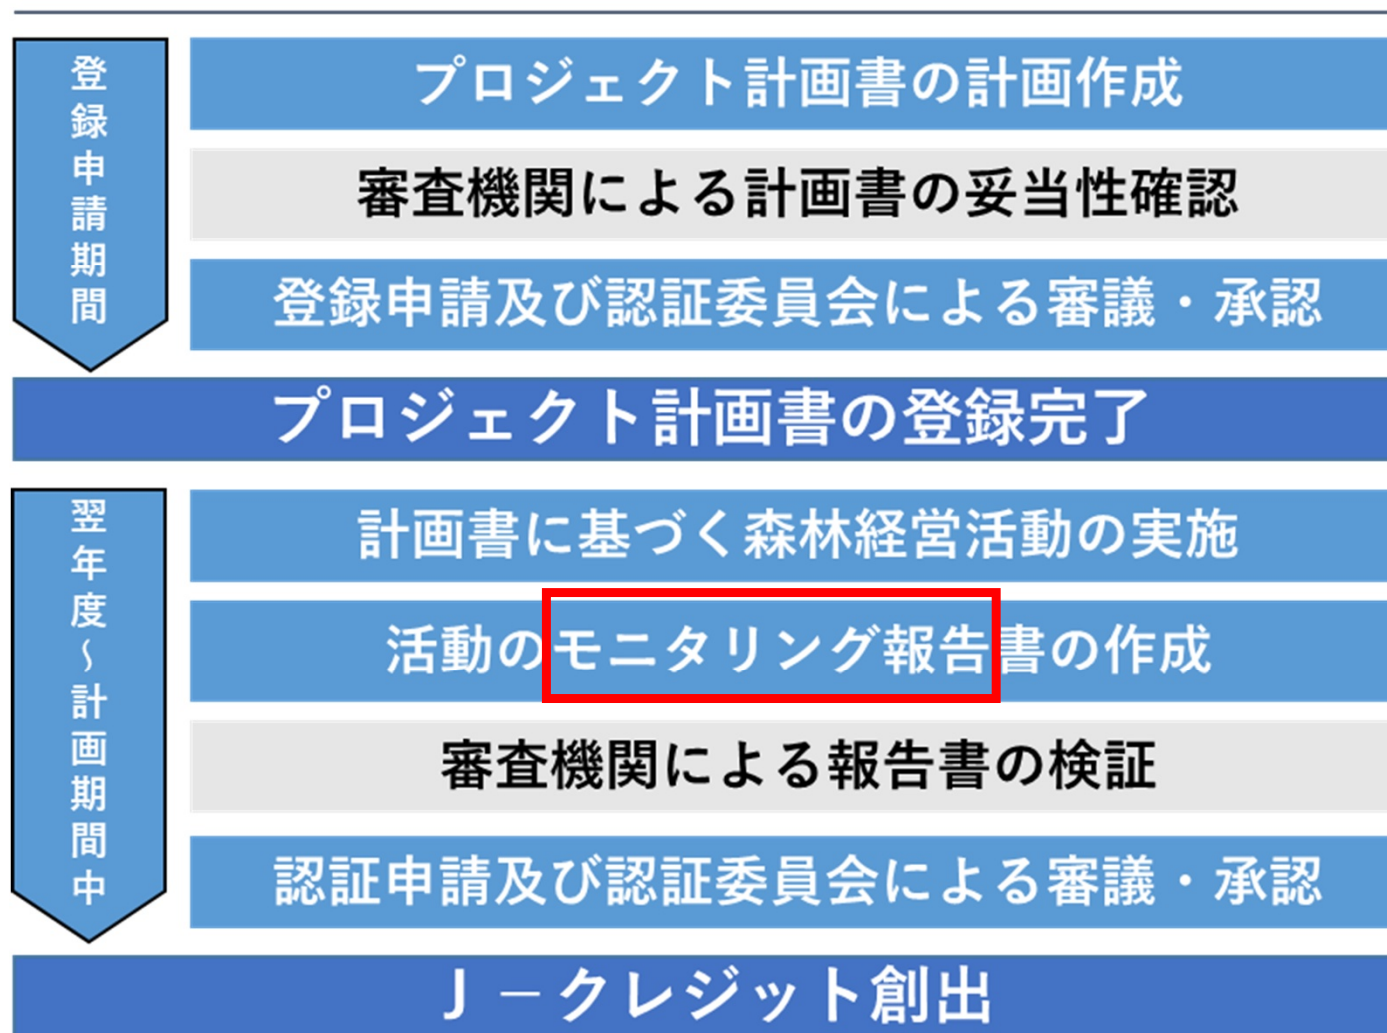 登録申請期間
プロジェクト計画書の計画作成
審査機関による計画書の妥当性確認
登録申請及び認証委員会による審議・承認
プロジェクト計画書の登録完了
翌年度~計画期間中
計画書に基づく森林経営活動の実施
活動のモニタリング報告書の作成
審査機関による報告書の検証
認証申請及び認証委員会による審議・承認
J-クレジット創出